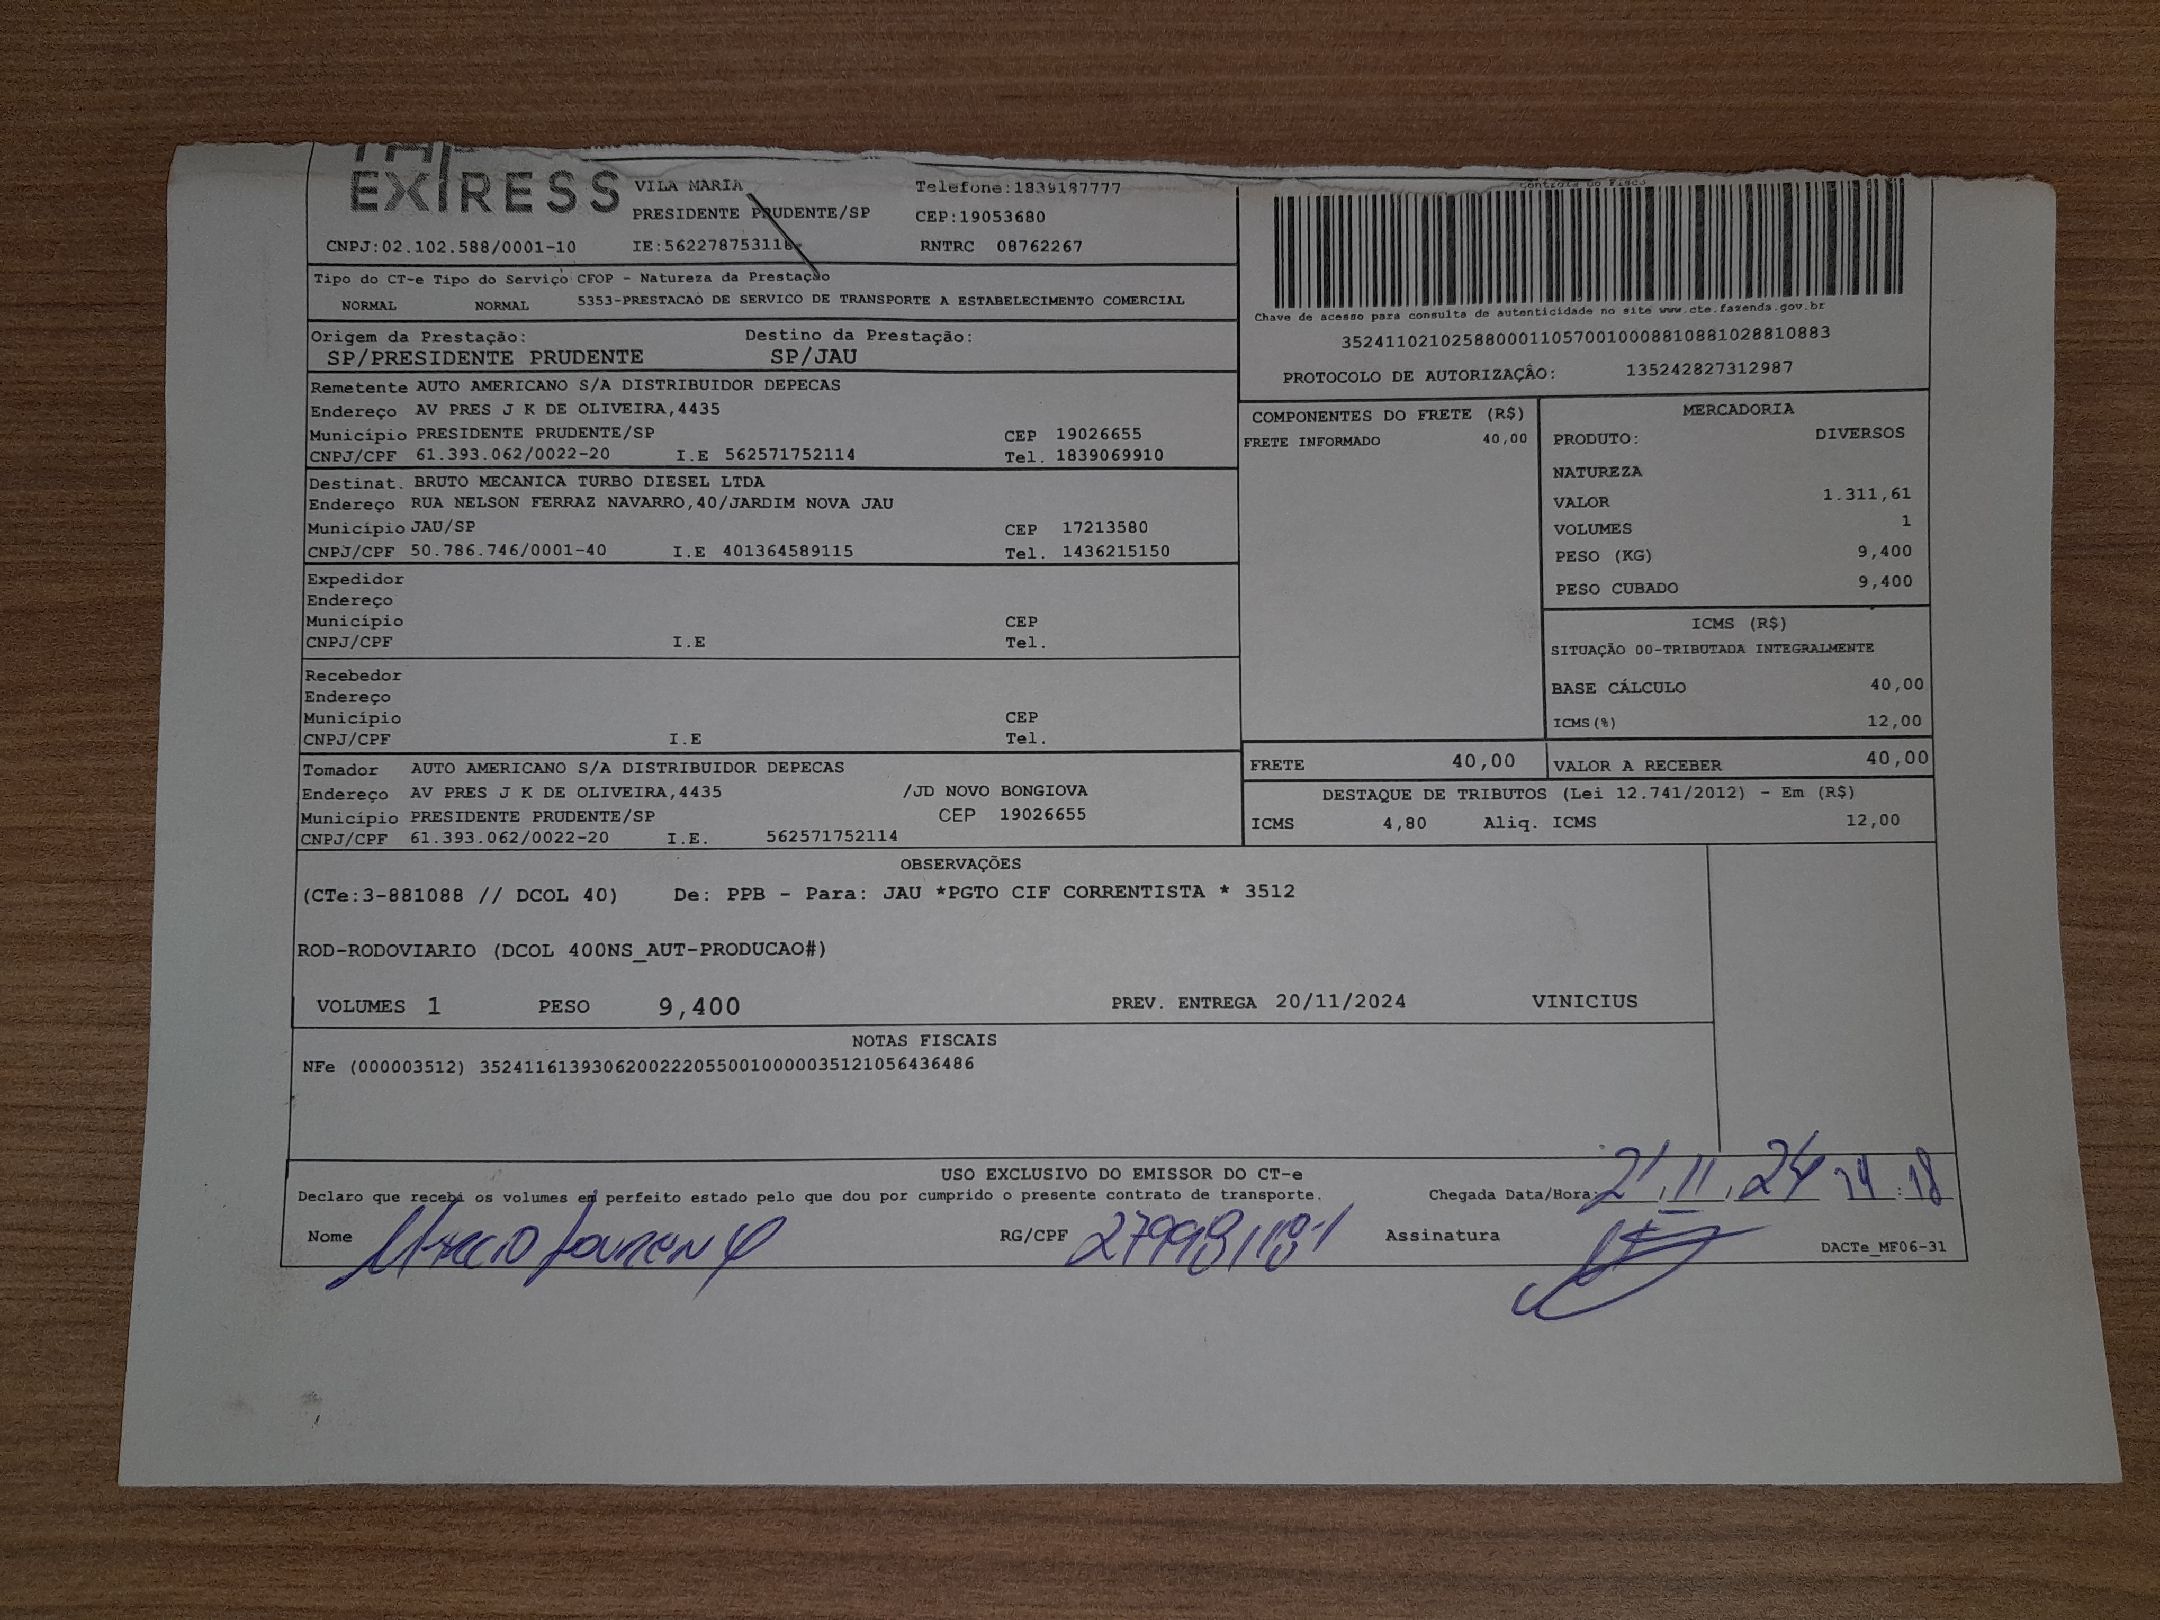 EXPRESS
VILA MARIA Telefone:1839187777
PRESIDENTE PRUDENTE/SP CEP:19053680
CNPJ:02.102.588/0001-10 IE:562278753118 RNTRC 08762267
Controle do Fisco
Chave de acesso para consulta de autenticidade no site www.cte.fazenda.gov.br
35241102102588000110570010008810881028810883
PROTOCOLO DE AUTORIZAÇÃO: 135242827312987
Tipo do CT-e Tipo do Serviço CFOP - Natureza da Prestação
NORMAL NORMAL 5353-PRESTACAO DE SERVICO DE TRANSPORTE A ESTABELECIMENTO COMERCIAL
Origem da Prestação: Destino da Prestação:
SP/PRESIDENTE PRUDENTE SP/JAU
Remetente AUTO AMERICANO S/A DISTRIBUIDOR DEPECAS
Endereço AV PRES J K DE OLIVEIRA,4435
Município PRESIDENTE PRUDENTE/SP CEP 19026655
CNPJ/CPF 61.393.062/0022-20 I.E 562571752114 Tel. 1839069910
Destinat. BRUTO MECANICA TURBO DIESEL LTDA
Endereço RUA NELSON FERRAZ NAVARRO,40/JARDIM NOVA JAU
Município JAU/SP CEP 17213580
CNPJ/CPF 50.786.746/0001-40 I.E 401364589115 Tel. 1436215150
Expedidor
Endereço
Município CEP
CNPJ/CPF I.E Tel.
Recebedor
Endereço
Município CEP
CNPJ/CPF I.E Tel.
Tomador AUTO AMERICANO S/A DISTRIBUIDOR DEPECAS
Endereço AV PRES J K DE OLIVEIRA,4435 /JD NOVO BONGIOVA
Município PRESIDENTE PRUDENTE/SP CEP 19026655
CNPJ/CPF 61.393.062/0022-20 I.E. 562571752114
COMPONENTES DO FRETE (R$)
FRETE INFORMADO 40,00
MERCADORIA
PRODUTO: DIVERSOS
NATUREZA
VALOR 1.311,61
VOLUMES 1
PESO (KG) 9,400
PESO CUBADO 9,400
ICMS (R$)
SITUAÇÃO 00-TRIBUTADA INTEGRALMENTE
BASE CÁLCULO 40,00
ICMS(%) 12,00
FRETE 40,00 VALOR A RECEBER 40,00
DESTAQUE DE TRIBUTOS (Lei 12.741/2012) - Em (R$)
ICMS 4,80 Aliq. ICMS 12,00
OBSERVAÇÕES
(CTe:3-881088 // DCOL 40) De: PPB - Para: JAU *PGTO CIF CORRENTISTA * 3512
ROD-RODOVIARIO (DCOL 400NS_AUT-PRODUCAO#)
VOLUMES 1 PESO 9,400 PREV. ENTREGA 20/11/2024 VINICIUS
NOTAS FISCAIS
NFe (000003512) 35241161393062002220550010000035121056436486
USO EXCLUSIVO DO EMISSOR DO CT-e
Declaro que recebi os volumes em perfeito estado pelo que dou por cumprido o presente contrato de transporte. Chegada Data/Hora: 21.11.24
Nome RG/CPF Assinatura
DACTe_MF06-31